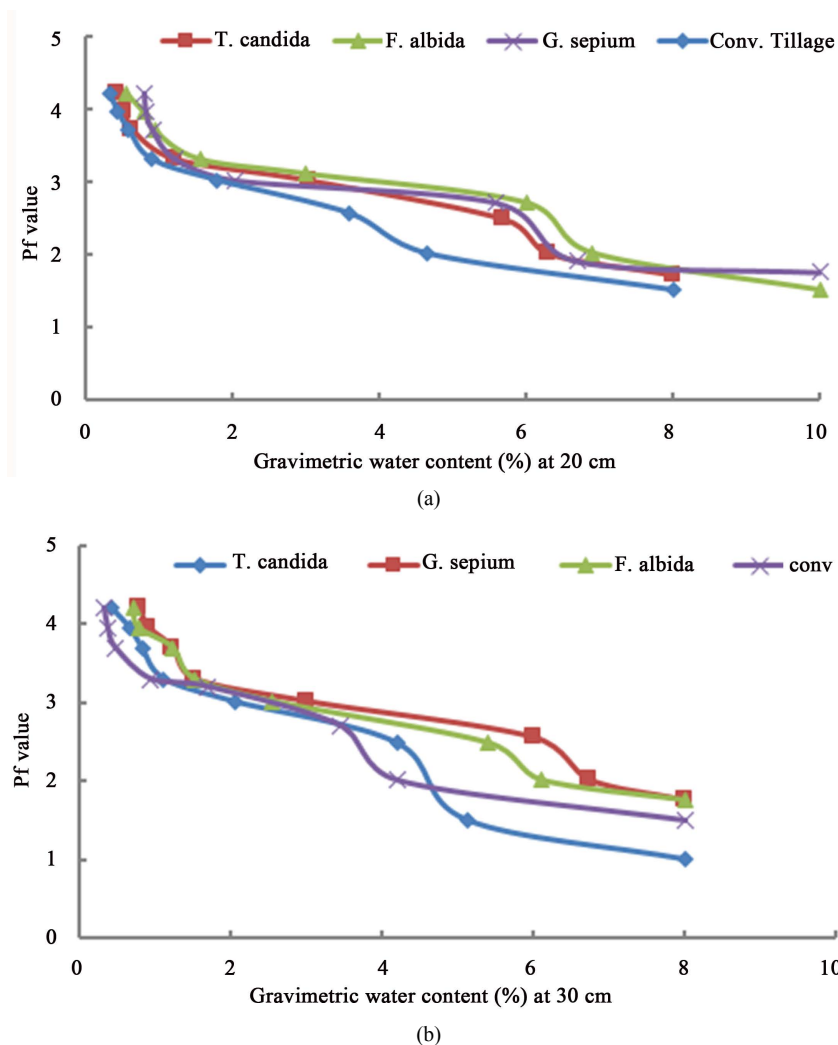 T. candida F. albida G. sepium Conv. Tillage
5
4
3
2
1
0
Pf value
0 2 4 6 8 10
Gravimetric water content (%) at 20 cm
(a)
T. candida G. sepium F. albida conv
5
4
3
2
1
0
Pf value
0 2 4 6 8 10
Gravimetric water content (%) at 30 cm
(b)